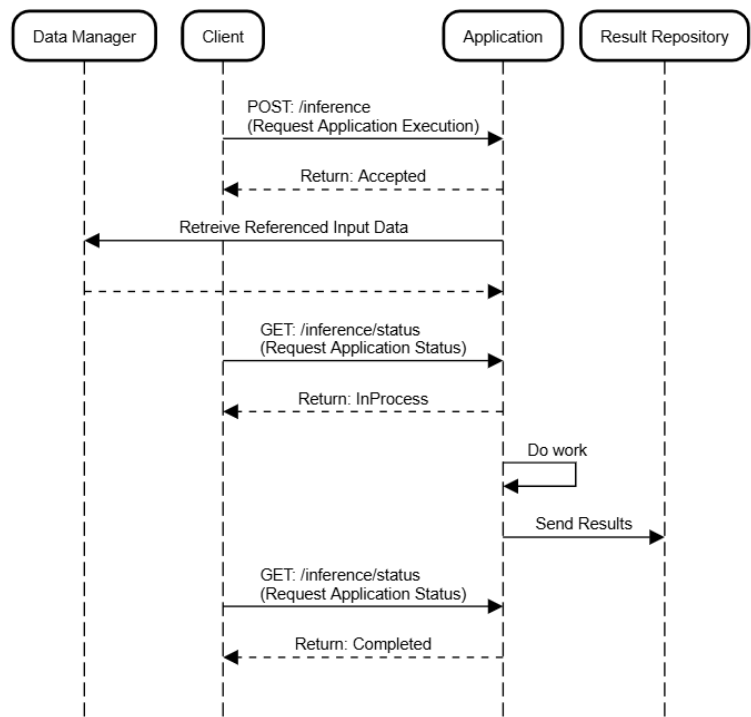 Data Manager
Client
Application
Result Repository
POST: /inference
(Request Application Execution)
Return: Accepted
Retreive Referenced Input Data
GET: /inference/status
(Request Application Status)
Return: InProcess
Do work
Send Results
GET: /inference/status
(Request Application Status)
Return: Completed